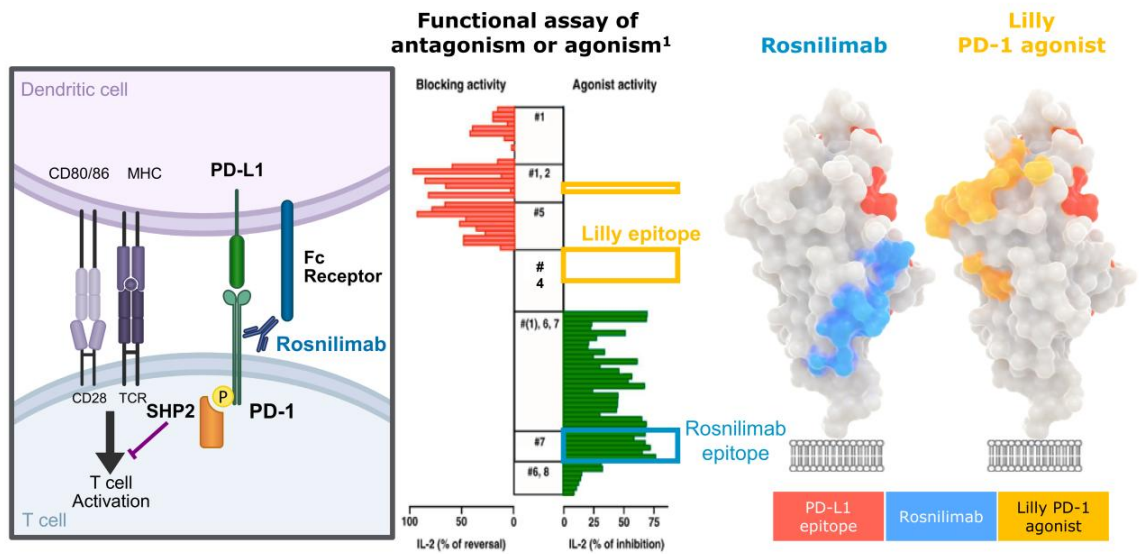 Functional assay of
antagonism or agonism¹
Rosnilimab
Lilly
PD-1 agonist
Dendritic cell
CD80/86
MHC
PD-L1
Fc
Receptor
Rosnilimab
CD28
TCR
SHP2
P
PD-1
T cell
Activation
T cell
Blocking activity
Agonist activity
#1
#1, 2
#5
#
4
#(1), 6, 7
#7
#6, 8
Lilly epitope
Rosnilimab
epitope
100
50
0
0
25
50
75
IL-2 (% of reversal)
IL-2 (% of inhibition)
PD-L1
epitope
Rosnilimab
Lilly PD-1
agonist